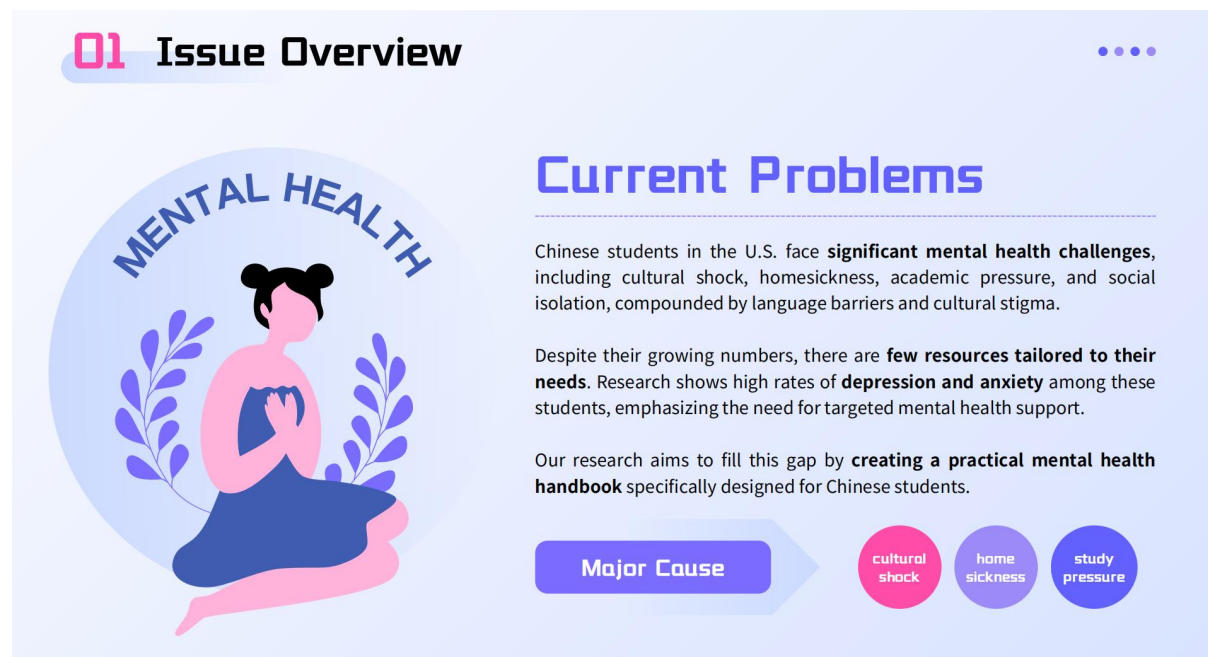 01 Issue Overview
MENTAL HEALTH
Current Problems
Chinese students in the U.S. face significant mental health challenges,
including cultural shock, homesickness, academic pressure, and social
isolation, compounded by language barriers and cultural stigma.
Despite their growing numbers, there are few resources tailored to their
needs. Research shows high rates of depression and anxiety among these
students, emphasizing the need for targeted mental health support.
Our research aims to fill this gap by creating a practical mental health
handbook specifically designed for Chinese students.
Major Cause
cultural
shock
home
sickness
study
pressure